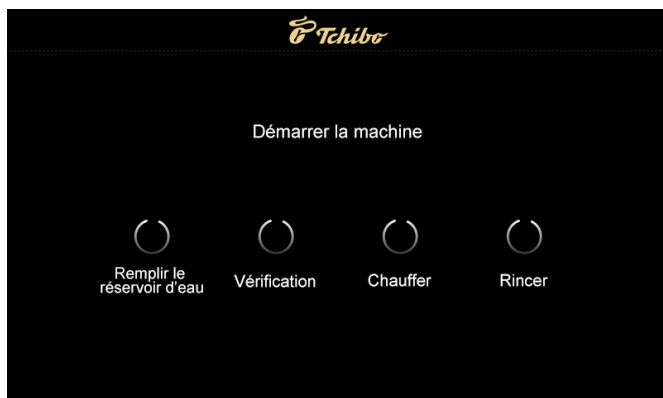 Tchibo
Démarrer la machine
Remplir le
réservoir d'eau
Vérification
Chauffer
Rincer